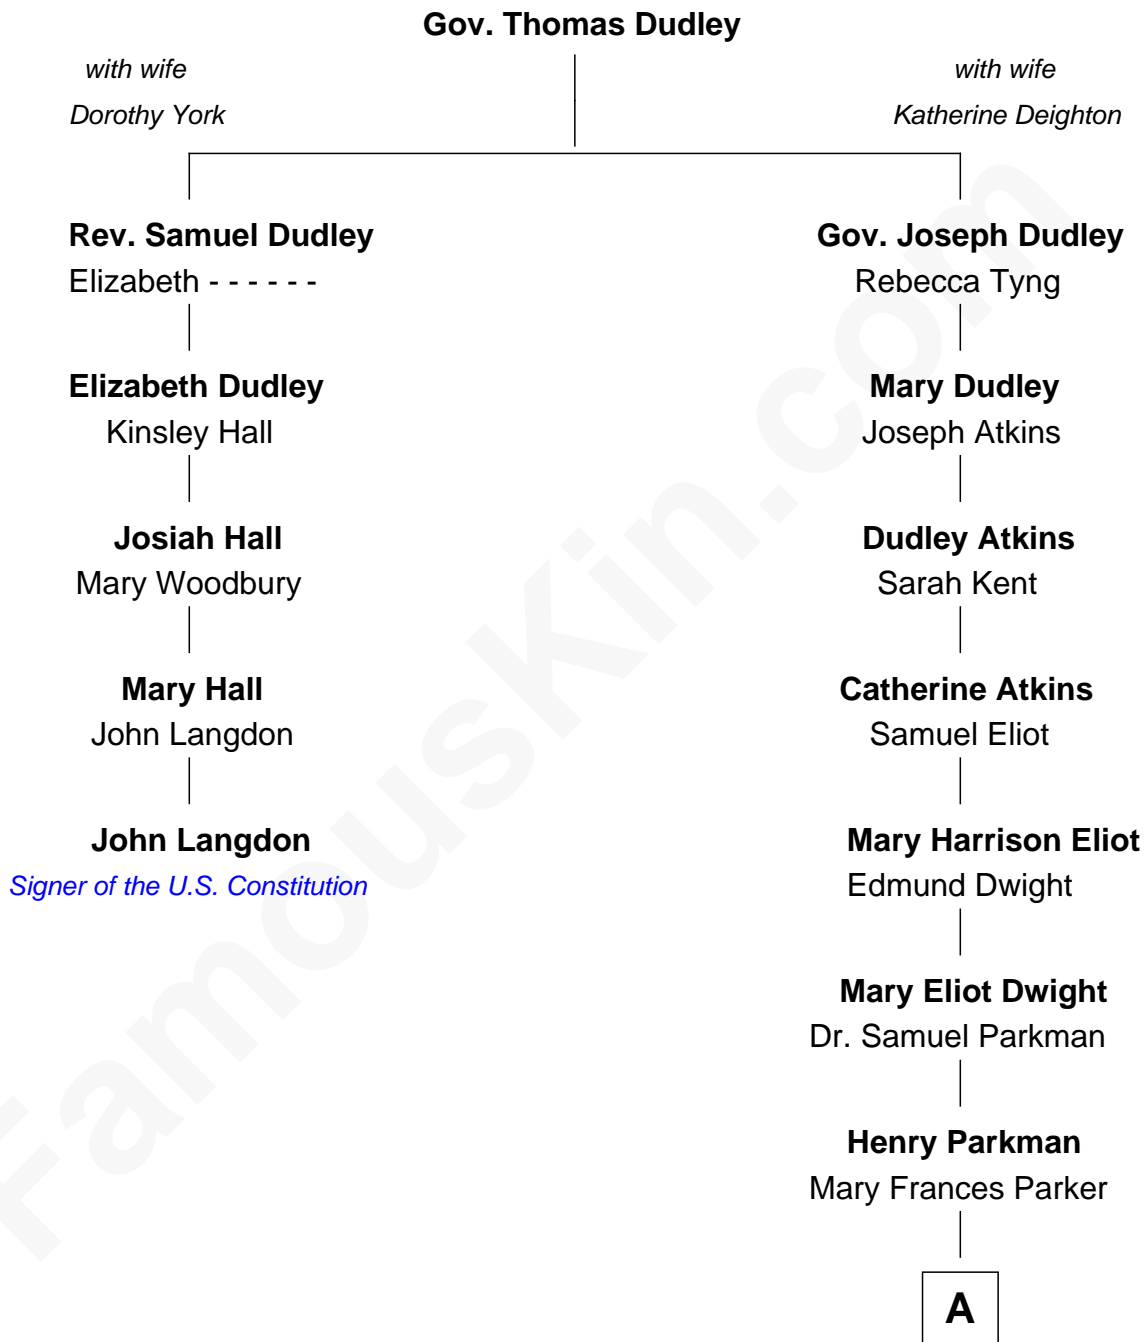 Gov. Thomas Dudley
with wife
Dorothy York
with wife
Katherine Deighton
Rev. Samuel Dudley
Elizabeth - - - - - -
Gov. Joseph Dudley
Rebecca Tyng
Elizabeth Dudley
Kinsley Hall
Mary Dudley
Joseph Atkins
Josiah Hall
Mary Woodbury
Dudley Atkins
Sarah Kent
Mary Hall
John Langdon
Catherine Atkins
Samuel Eliot
John Langdon
Signer of the U.S. Constitution
Mary Harrison Eliot
Edmund Dwight
Mary Eliot Dwight
Dr. Samuel Parkman
Henry Parkman
Mary Frances Parker
A
FamousKin.com